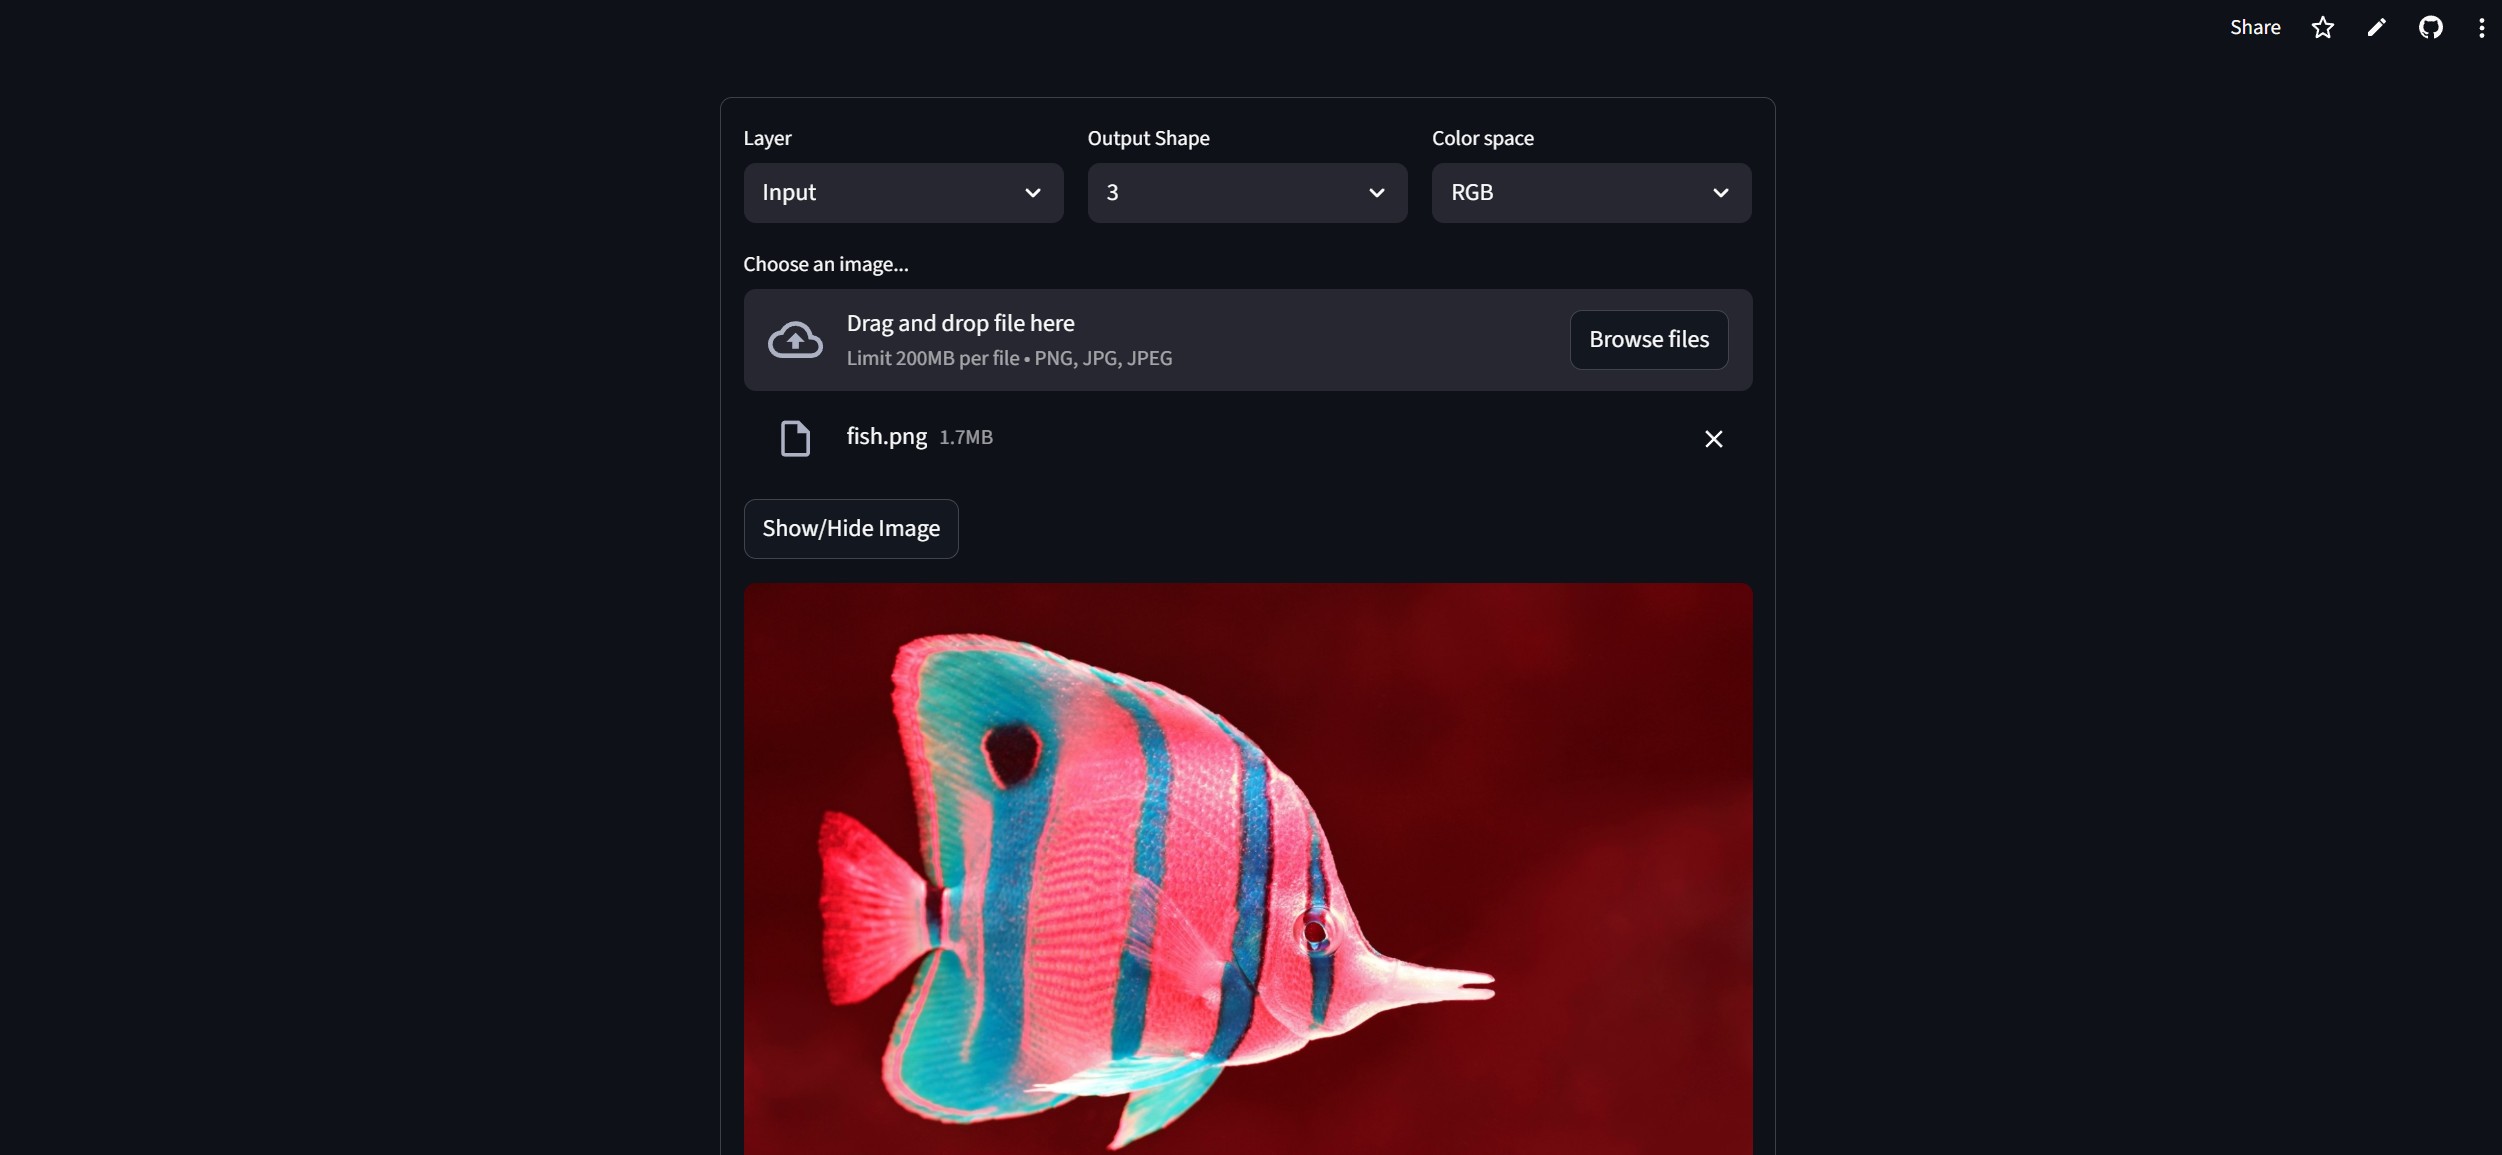 Share
Layer
Output Shape
Color space
Input
3
RGB
Choose an image...
Drag and drop file here
Limit 200MB per file • PNG, JPG, JPEG
Browse files
fish.png 1.7MB
Show/Hide Image